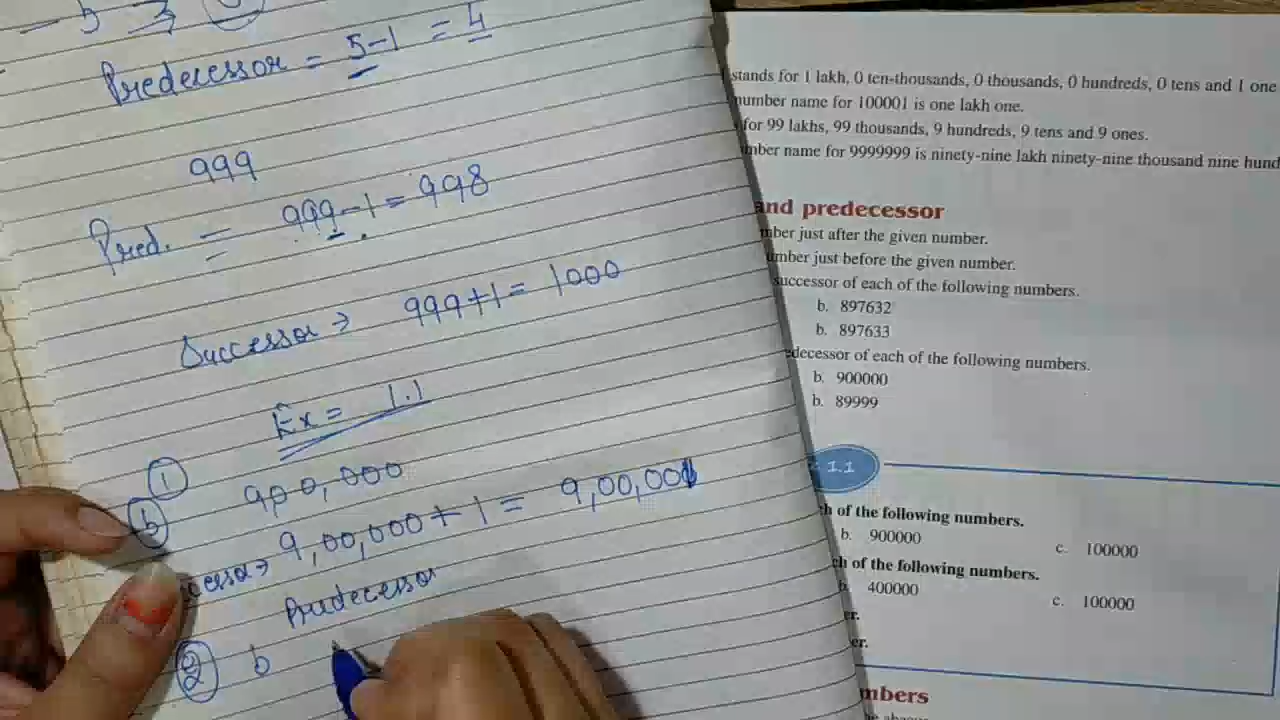 Predecessor = 5-1 = 4
999
Pred. = 999-1 = 998
Successor → 999+1 = 1000
Ex = 1.1
1
b 900,000
9,00,000+1 = 9,00,001
Predecessor
2 b
stands for 1 lakh, 0 ten-thousands, 0 thousands, 0 hundreds, 0 tens and 1 one
number name for 100001 is one lakh one.
for 99 lakhs, 99 thousands, 9 hundreds, 9 tens and 9 ones.
name for 9999999 is ninety-nine lakh ninety-nine thousand nine
and predecessor
just after the given number.
just before the given number.
successor of each of the following numbers.
b. 897632
b. 897633
of each of the following numbers.
b. 900000
b. 89999
1.1
of the following numbers.
b. 900000 c. 100000
of the following numbers.
b. 400000 c. 100000